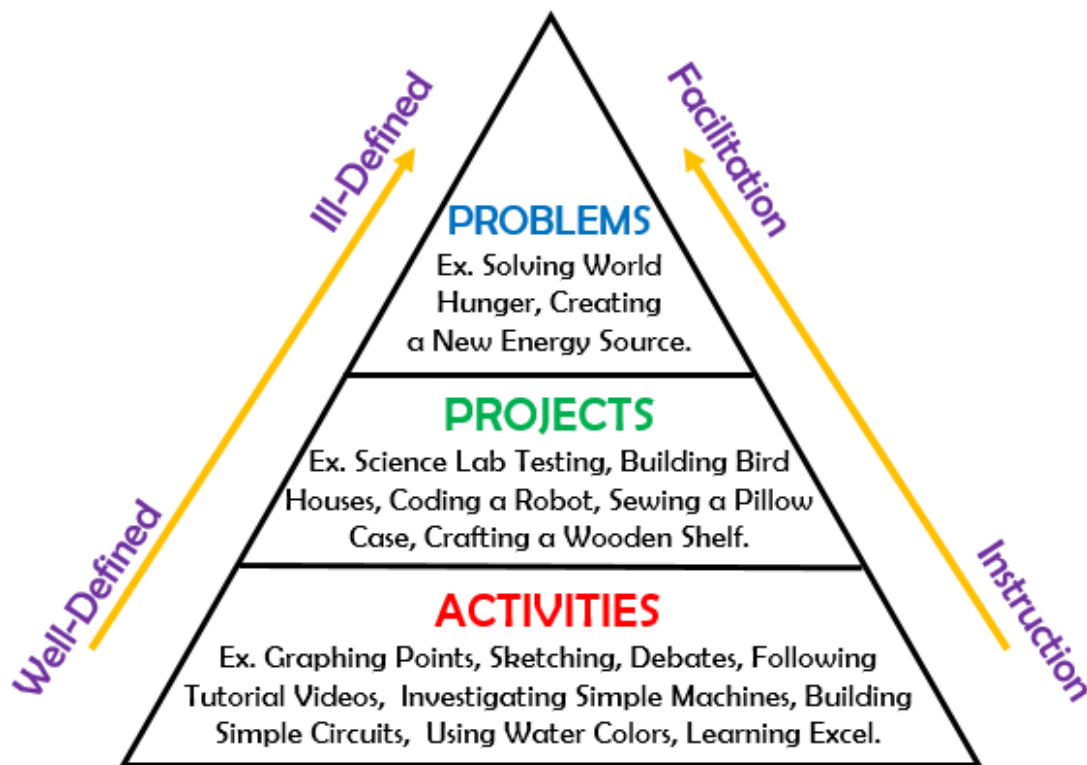 Ill-Defined
Facilitation
PROBLEMS
Ex. Solving World
Hunger, Creating
a New Energy Source.
PROJECTS
Ex. Science Lab Testing, Building Bird
Houses, Coding a Robot, Sewing a Pillow
Case, Crafting a Wooden Shelf.
Well-Defined
Instruction
ACTIVITIES
Ex. Graphing Points, Sketching, Debates, Following
Tutorial Videos, Investigating Simple Machines, Building
Simple Circuits, Using Water Colors, Learning Excel.